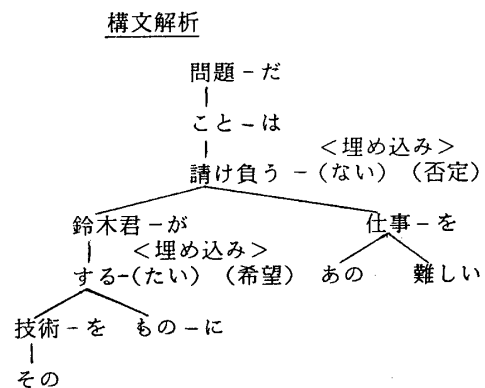 構文解析
問題－だ
こと－は
＜埋め込み＞
請け負う－(ない) (否定)
鈴木君－が 仕事－を
＜埋め込み＞
する－(たい) (希望) あの 難しい
技術－を もの－に
その